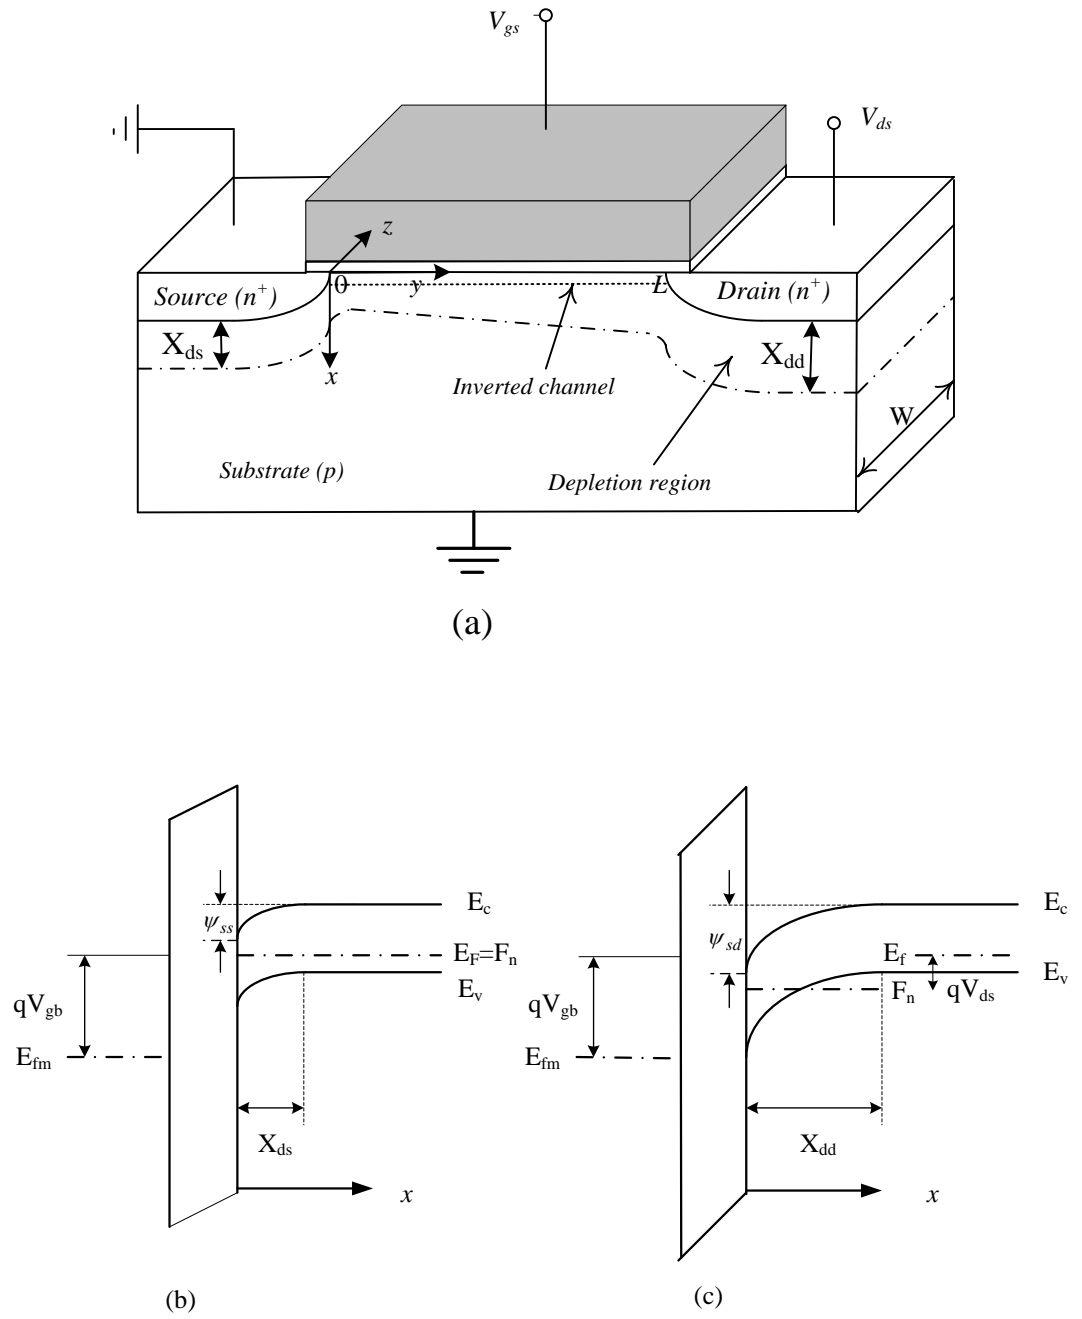 V_gs
V_ds
z
Source (n⁺)
0
y
L
Drain (n⁺)
X_ds
x
X_dd
Inverted channel
W
Substrate (p)
Depletion region
(a)
E_c
ψ_ss
E_F=F_n
E_v
qV_gb
E_fm
X_ds
x
(b)
E_c
ψ_sd
E_f
E_v
F_n
qV_ds
qV_gb
E_fm
X_dd
x
(c)